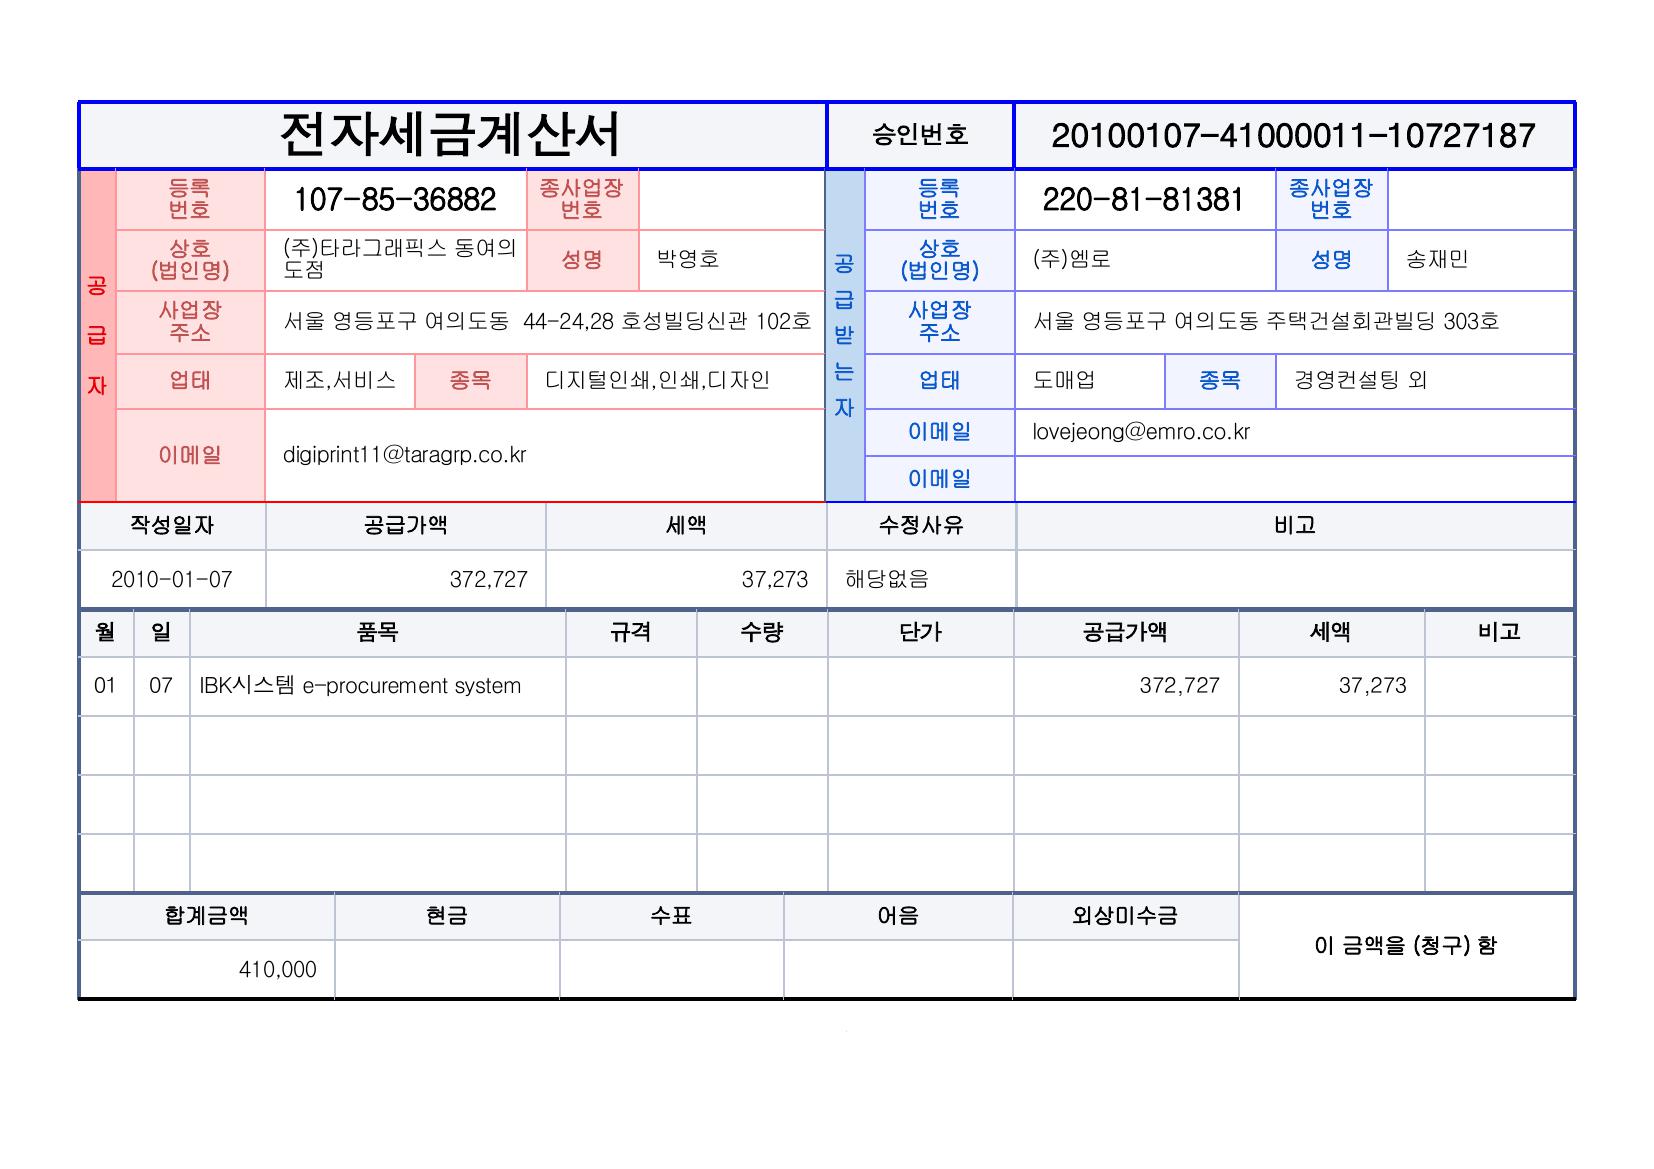 전자세금계산서 승인번호 20100107-41000011-10727187
공급자
등록번호 107-85-36882 종사업장번호
상호(법인명) (주)타라그래픽스 동여의도점 성명 박영호
사업장주소 서울 영등포구 여의도동 44-24,28 호성빌딩신관 102호
업태 제조,서비스 종목 디지털인쇄,인쇄,디자인
이메일 digiprint11@taragrp.co.kr
공급받는자
등록번호 220-81-81381 종사업장번호
상호(법인명) (주)엠로 성명 송재민
사업장주소 서울 영등포구 여의도동 주택건설회관빌딩 303호
업태 도매업 종목 경영컨설팅 외
이메일 lovejeong@emro.co.kr
이메일
작성일자 공급가액 세액 수정사유 비고
2010-01-07 372,727 37,273 해당없음
월 일 품목 규격 수량 단가 공급가액 세액 비고
01 07 IBK시스템 e-procurement system 372,727 37,273
합계금액 현금 수표 어음 외상미수금 이 금액을 (청구) 함
410,000